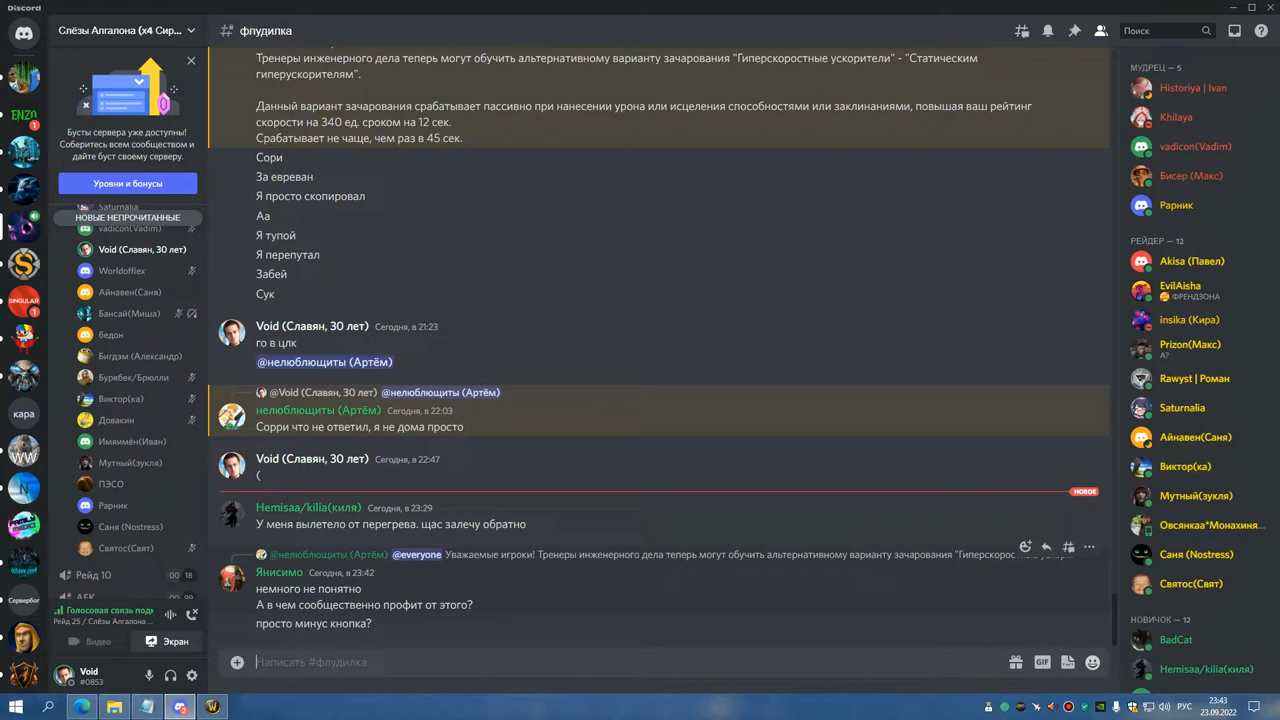 Discord
Слёзы Алгалона (x4 Сир...
флудилка
Поиск
ENZO
1
SINGULAR
1
кара
Сервербог
Бусты сервера уже доступны!
Соберитесь всем сообществом и
дайте буст своему серверу.
Уровни и бонусы
Saturnalia
НОВЫЕ НЕПРОЧИТАННЫЕ
vadicon(Vadim)
Void (Славян, 30 лет)
Worldofflex
Айнавен(Саня)
Бансай(Миша)
бедон
Бигдэм (Александр)
Бурябек/Брюлли
Виктор(ка)
Довакин
Имяимён(Иван)
Мутный(зукля)
ПЭСО
Рарник
Саня (Nostress)
Святос(Свят)
Рейд 10
00 18
АFK
00 99
Голосовая связь подк
Рейд 25 / Слёзы Алгалона ...
Видео
Экран
Void
#0853
Тренеры инженерного дела теперь могут обучить альтернативному варианту зачарования "Гиперскоростные ускорители" - "Статическим
гиперускорителям".
Данный вариант зачарования срабатывает пассивно при нанесении урона или исцеления способностями или заклинаниями, повышая ваш рейтинг
скорости на 340 ед. сроком на 12 сек.
Срабатывает не чаще, чем раз в 45 сек.
Сори
За евреван
Я просто скопировал
Аа
Я тупой
Я перепутал
Забей
Сук
Void (Славян, 30 лет) Сегодня, в 21:23
го в цлк
@нелюблющиты (Артём)
@Void (Славян, 30 лет) @нелюблющиты (Артём)
нелюблющиты (Артём) Сегодня, в 22:03
Сорри что не ответил, я не дома просто
Void (Славян, 30 лет) Сегодня, в 22:47
(
НОВОЕ
Hemisaa/kilia(киля) Сегодня, в 23:29
У меня вылетело от перегрева. щас залечу обратно
@нелюблющиты (Артём) @everyone Уважаемые игроки! Тренеры инженерного дела теперь могут обучить альтернативному варианту зачарования "Гиперскорос
Янисимо Сегодня, в 23:42
немного не понятно
А в чем сообщественно профит от этого?
просто минус кнопка?
Написать #флудилка
GIF
МУДРЕЦ — 5
Historiya | Ivan
Khilaya
vadicon(Vadim)
Бисер (Макс)
Рарник
РЕЙДЕР — 12
Akisa (Павел)
EvilAisha
ФРЕНДЗОНА
insika (Кира)
Prizon(Макс)
А?
Rawyst | Роман
Saturnalia
Айнавен(Саня)
Виктор(ка)
Мутный(зукля)
Овсянкаа*Монахиня...
Саня (Nostress)
Святос(Свят)
НОВИЧОК — 12
BadCat
Hemisaa/kilia(киля)
2
РУС
23:43
23.09.2022